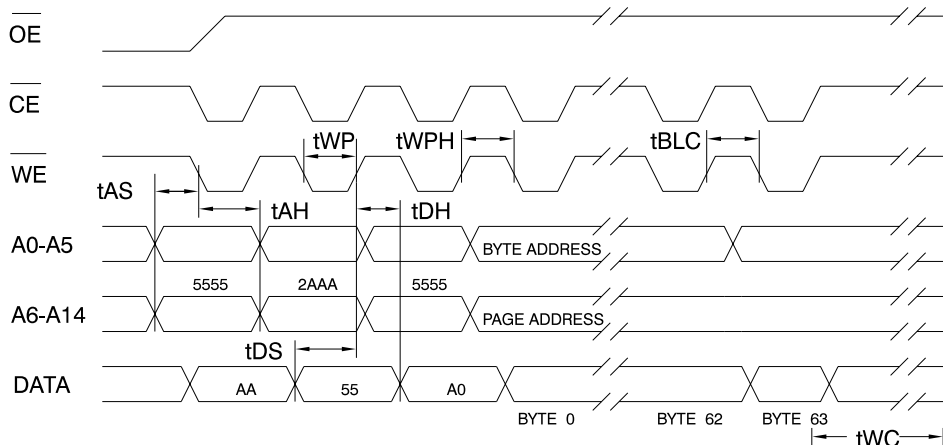 OE
CE
tWP tWPH tBLC
WE
tAS
tAH tDH
A0-A5 BYTE ADDRESS
5555 2AAA 5555
A6-A14 PAGE ADDRESS
tDS
DATA AA 55 A0
BYTE 0 BYTE 62 BYTE 63
tWC